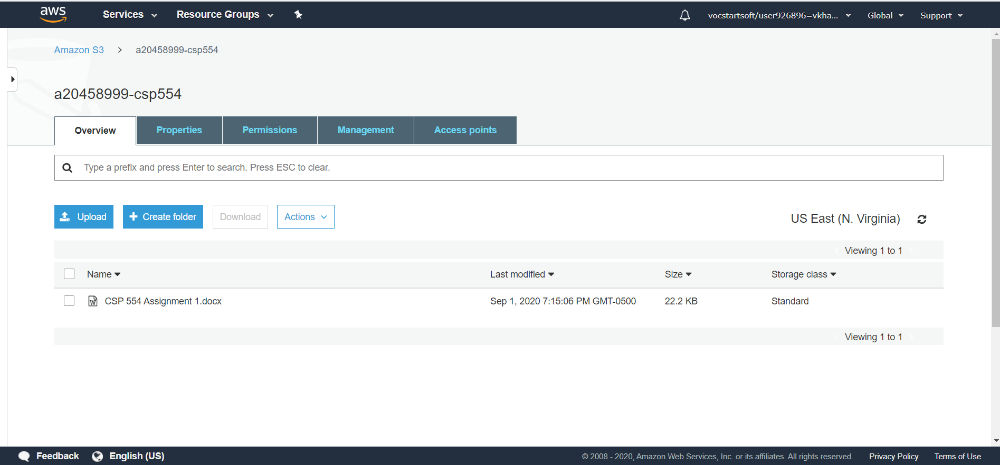 aws Services Resource Groups vocstartsoft/user926896=vkha... Global Support
Amazon S3 > a20458999-csp554
a20458999-csp554
Overview Properties Permissions Management Access points
Type a prefix and press Enter to search. Press ESC to clear.
Upload Create folder Download Actions US East (N. Virginia)
Viewing 1 to 1
Name Last modified Size Storage class
CSP 554 Assignment 1.docx Sep 1, 2020 7:15:06 PM GMT-0500 22.2 KB Standard
Viewing 1 to 1
Feedback English (US) © 2008 - 2020, Amazon Web Services, Inc. or its affiliates. All rights reserved. Privacy Policy Terms of Use